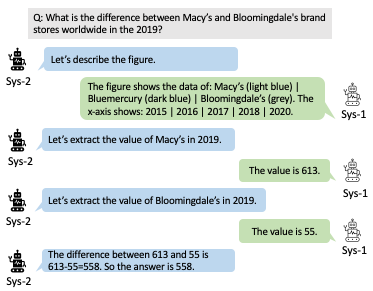 Q: What is the difference between Macy's and Bloomingdale's brand
stores worldwide in the 2019?
Let's describe the figure.
Sys-2
The figure shows the data of: Macy's (light blue) |
Bluemercury (dark blue) | Bloomingdale's (grey). The
x-axis shows: 2015 | 2016 | 2017 | 2018 | 2020.
Sys-1
Let's extract the value of Macy's in 2019.
Sys-2
The value is 613.
Sys-1
Let's extract the value of Bloomingdale's in 2019.
Sys-2
The value is 55.
Sys-1
The difference between 613 and 55 is
613-55=558. So the answer is 558.
Sys-2